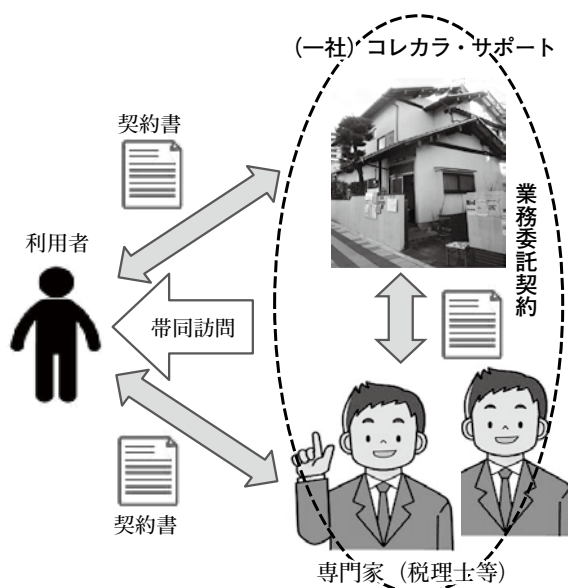 (一社)コレカラ・サポート
契約書
業務委託契約
利用者
帯同訪問
契約書
専門家(税理士等)